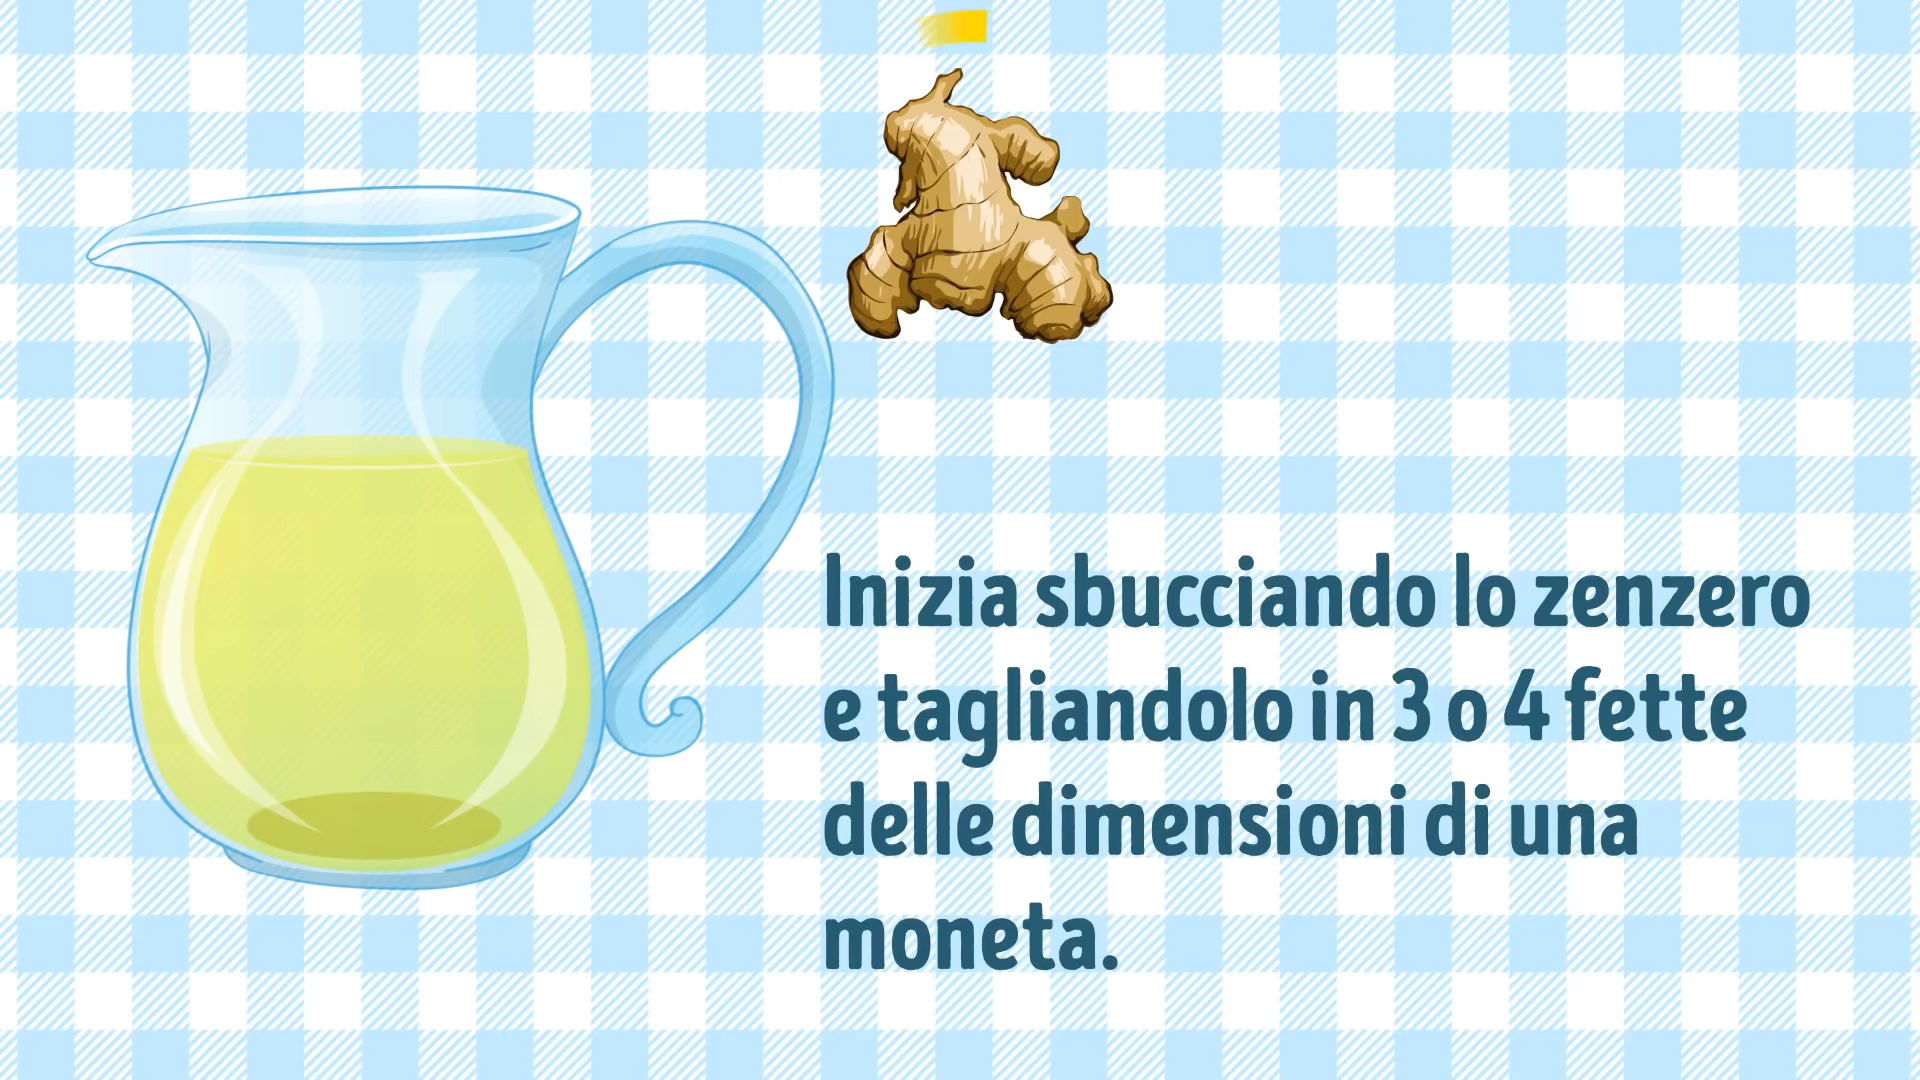 Inizia sbucciando lo zenzero
e tagliandolo in 3 o 4 fette
delle dimensioni di una
moneta.